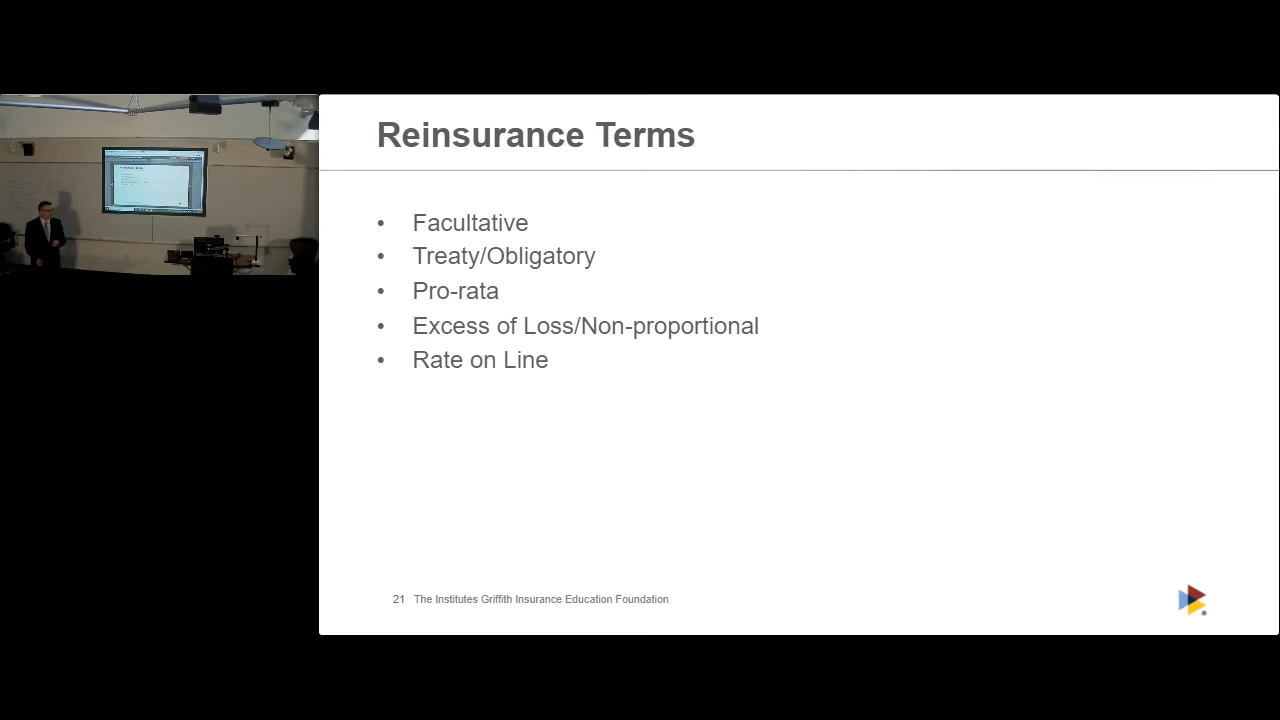 Reinsurance Terms
• Facultative
• Treaty/Obligatory
• Pro-rata
• Excess of Loss/Non-proportional
• Rate on Line
21 The Institutes Griffith Insurance Education Foundation